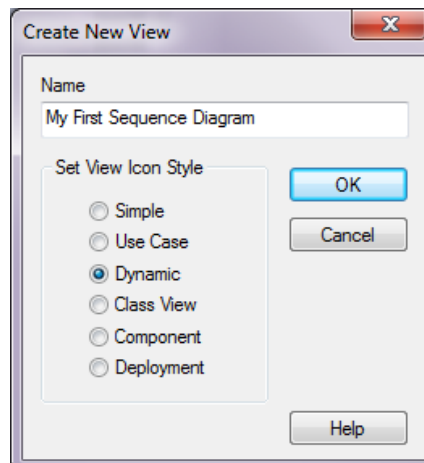 Create New View
Name
My First Sequence Diagram
Set View Icon Style
Simple
Use Case
Dynamic
Class View
Component
Deployment
OK
Cancel
Help